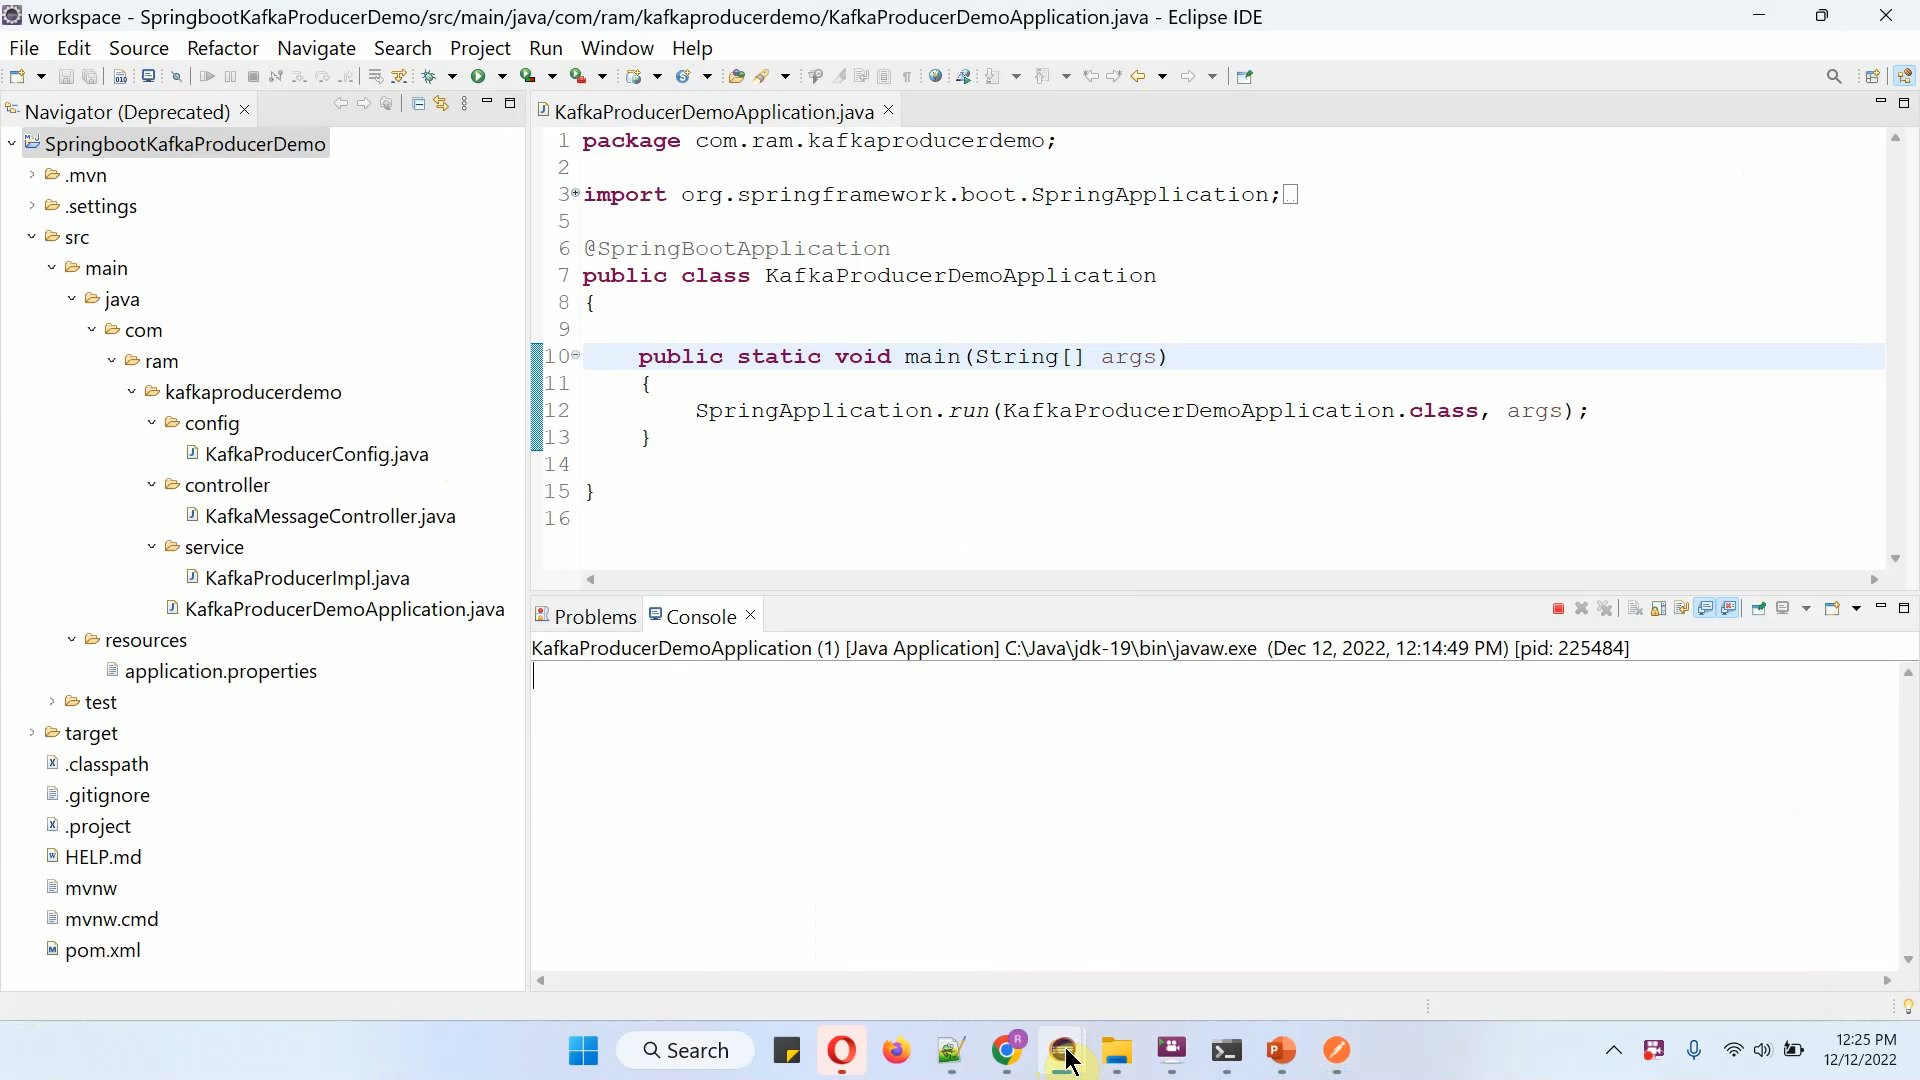 workspace - SpringbootKafkaProducerDemo/src/main/java/com/ram/kafkaproducerdemo/KafkaProducerDemoApplication.java - Eclipse IDE
File Edit Source Refactor Navigate Search Project Run Window Help
Navigator (Deprecated)
SpringbootKafkaProducerDemo
.mvn
.settings
src
main
java
com
ram
kafkaproducerdemo
config
KafkaProducerConfig.java
controller
KafkaMessageController.java
service
KafkaProducerImpl.java
KafkaProducerDemoApplication.java
resources
application.properties
test
target
.classpath
.gitignore
.project
HELP.md
mvnw
mvnw.cmd
pom.xml
KafkaProducerDemoApplication.java
1 package com.ram.kafkaproducerdemo;
2
3 import org.springframework.boot.SpringApplication;
5
6 @SpringBootApplication
7 public class KafkaProducerDemoApplication
8 {
9
10 public static void main(String[] args)
11 {
12 SpringApplication.run(KafkaProducerDemoApplication.class, args);
13 }
14
15 }
16
Problems Console
KafkaProducerDemoApplication (1) [Java Application] C:\Java\jdk-19\bin\javaw.exe (Dec 12, 2022, 12:14:49 PM) [pid: 225484]
Search
12:25 PM
12/12/2022